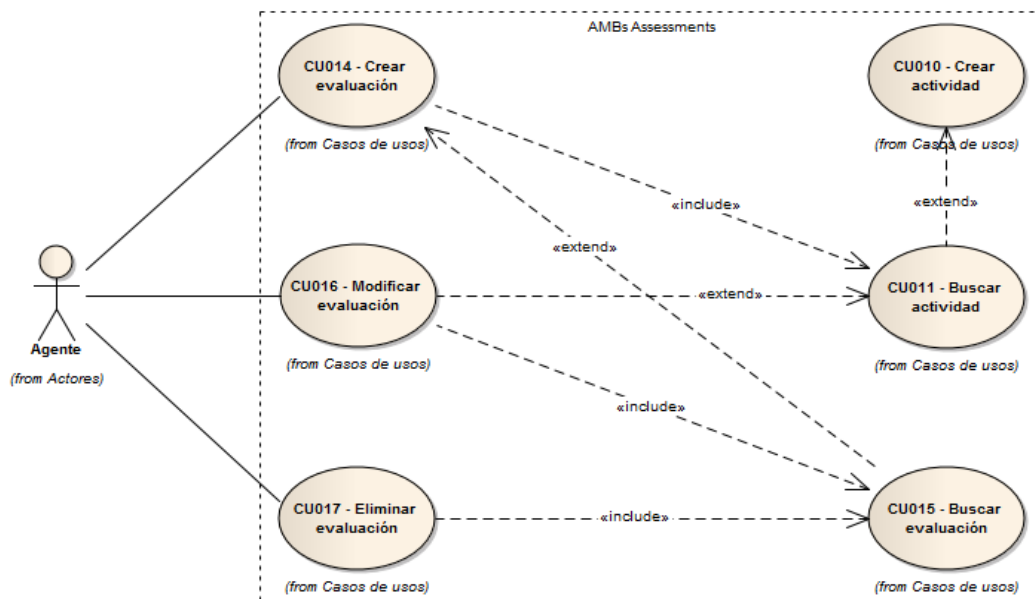 AMBs Assessments
CU014 - Crear
evaluación
(from Casos de usos)
CU010 - Crear
actividad
(from Casos de usos)
«include»
«extend»
«extend»
CU016 - Modificar
evaluación
(from Casos de usos)
«extend»
CU011 - Buscar
actividad
(from Casos de usos)
Agente
(from Actores)
«include»
CU017 - Eliminar
evaluación
(from Casos de usos)
«include»
CU015 - Buscar
evaluación
(from Casos de usos)